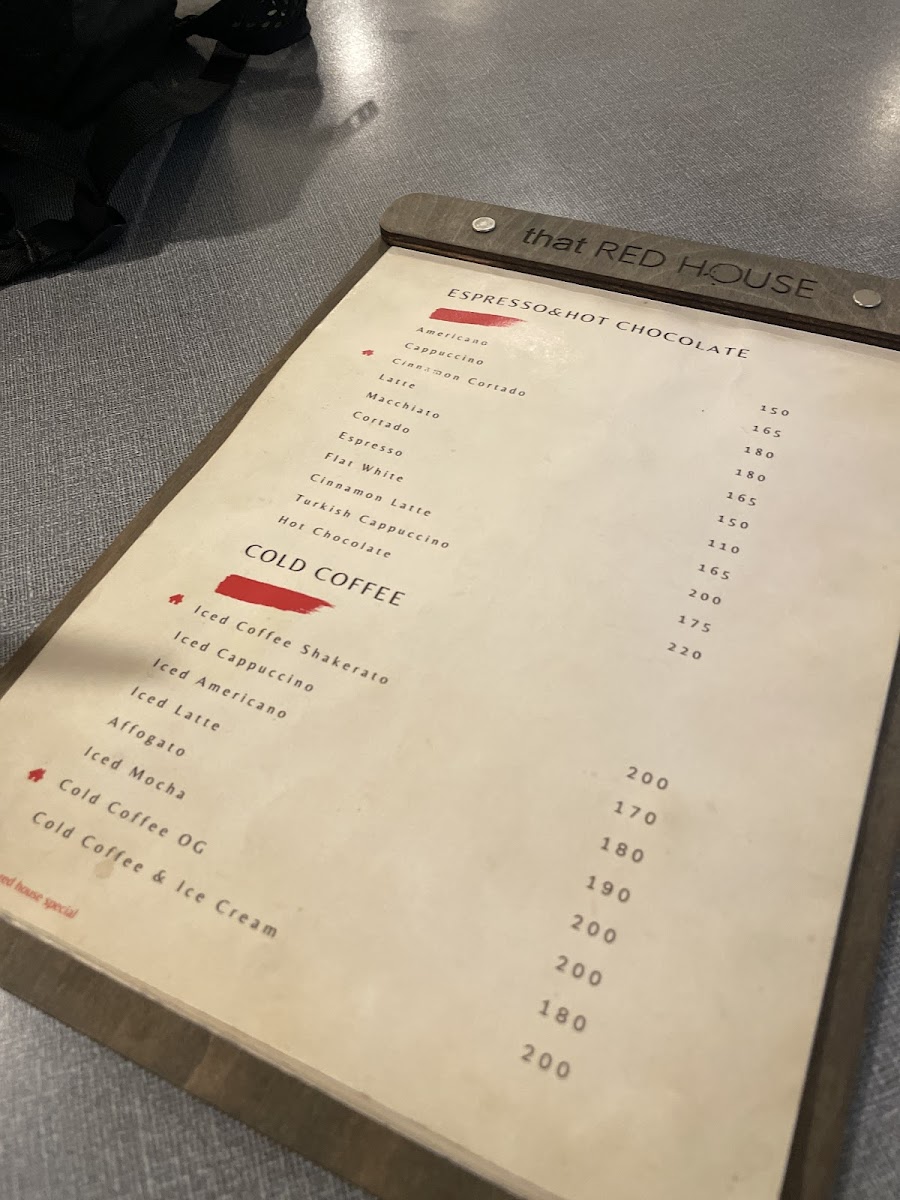 that RED HOUSE
ESPRESSO&HOT CHOCOLATE
Americano 150
Cappuccino 165
Cinnamon Cortado 180
Latte 180
Macchiato 165
Cortado 150
Espresso 110
Flat White 165
Cinnamon Latte 200
Turkish Cappuccino 175
Hot Chocolate 220
COLD COFFEE
Iced Coffee Shakerato 200
Iced Cappuccino 170
Iced Americano 180
Iced Latte 190
Affogato 200
Iced Mocha 200
Cold Coffee OG 180
Cold Coffee & Ice Cream 200
red house special